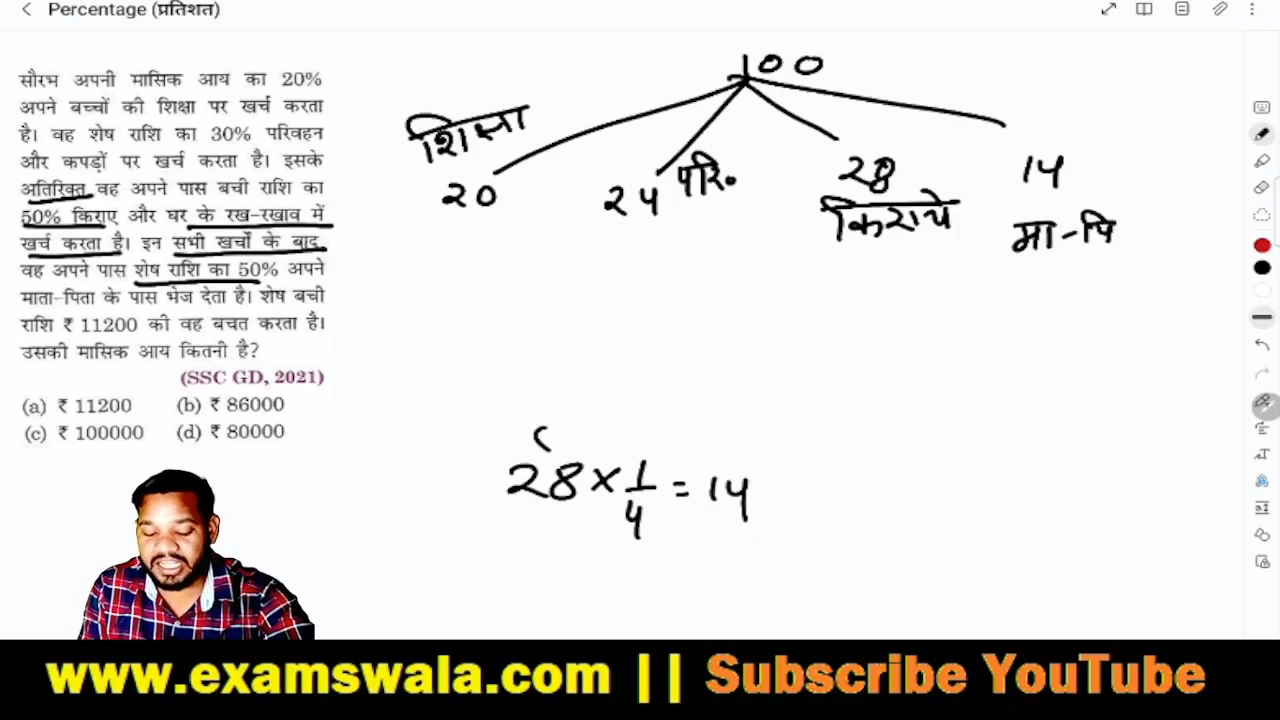 Percentage (प्रतिशत)
सौरभ अपनी मासिक आय का 20%
अपने बच्चों की शिक्षा पर खर्च करता
है। वह शेष राशि का 30% परिवहन
और कपड़ों पर खर्च करता है। इसके
अतिरिक्त वह अपने पास बची राशि का
50% किराए और घर के रख-रखाव में
खर्च करता है। इन सभी खर्चों के बाद
वह अपने पास शेष राशि का 50% अपने
माता-पिता के पास भेज देता है। शेष बची
राशि ₹ 11200 की वह बचत करता है।
उसकी मासिक आय कितनी है?
(SSC GD, 2021)
(a) ₹ 11200 (b) ₹ 86000
(c) ₹ 100000 (d) ₹ 80000
100
शिक्षा
20 24 परि. 28 14
किराये मा-पि
28 × 1/4 = 14
www.examswala.com || Subscribe YouTube